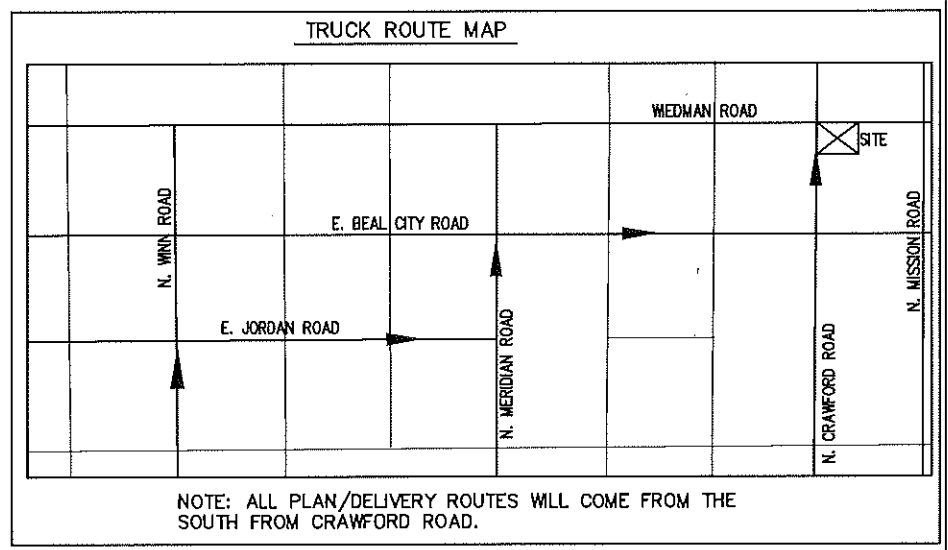 TRUCK ROUTE MAP
WIEDMAN ROAD
SITE
N. WINN ROAD
E. BEAL CITY ROAD
N. MISSION ROAD
E. JORDAN ROAD
N. MERIDIAN ROAD
N. CRAWFORD ROAD
NOTE: ALL PLAN/DELIVERY ROUTES WILL COME FROM THE
SOUTH FROM CRAWFORD ROAD.